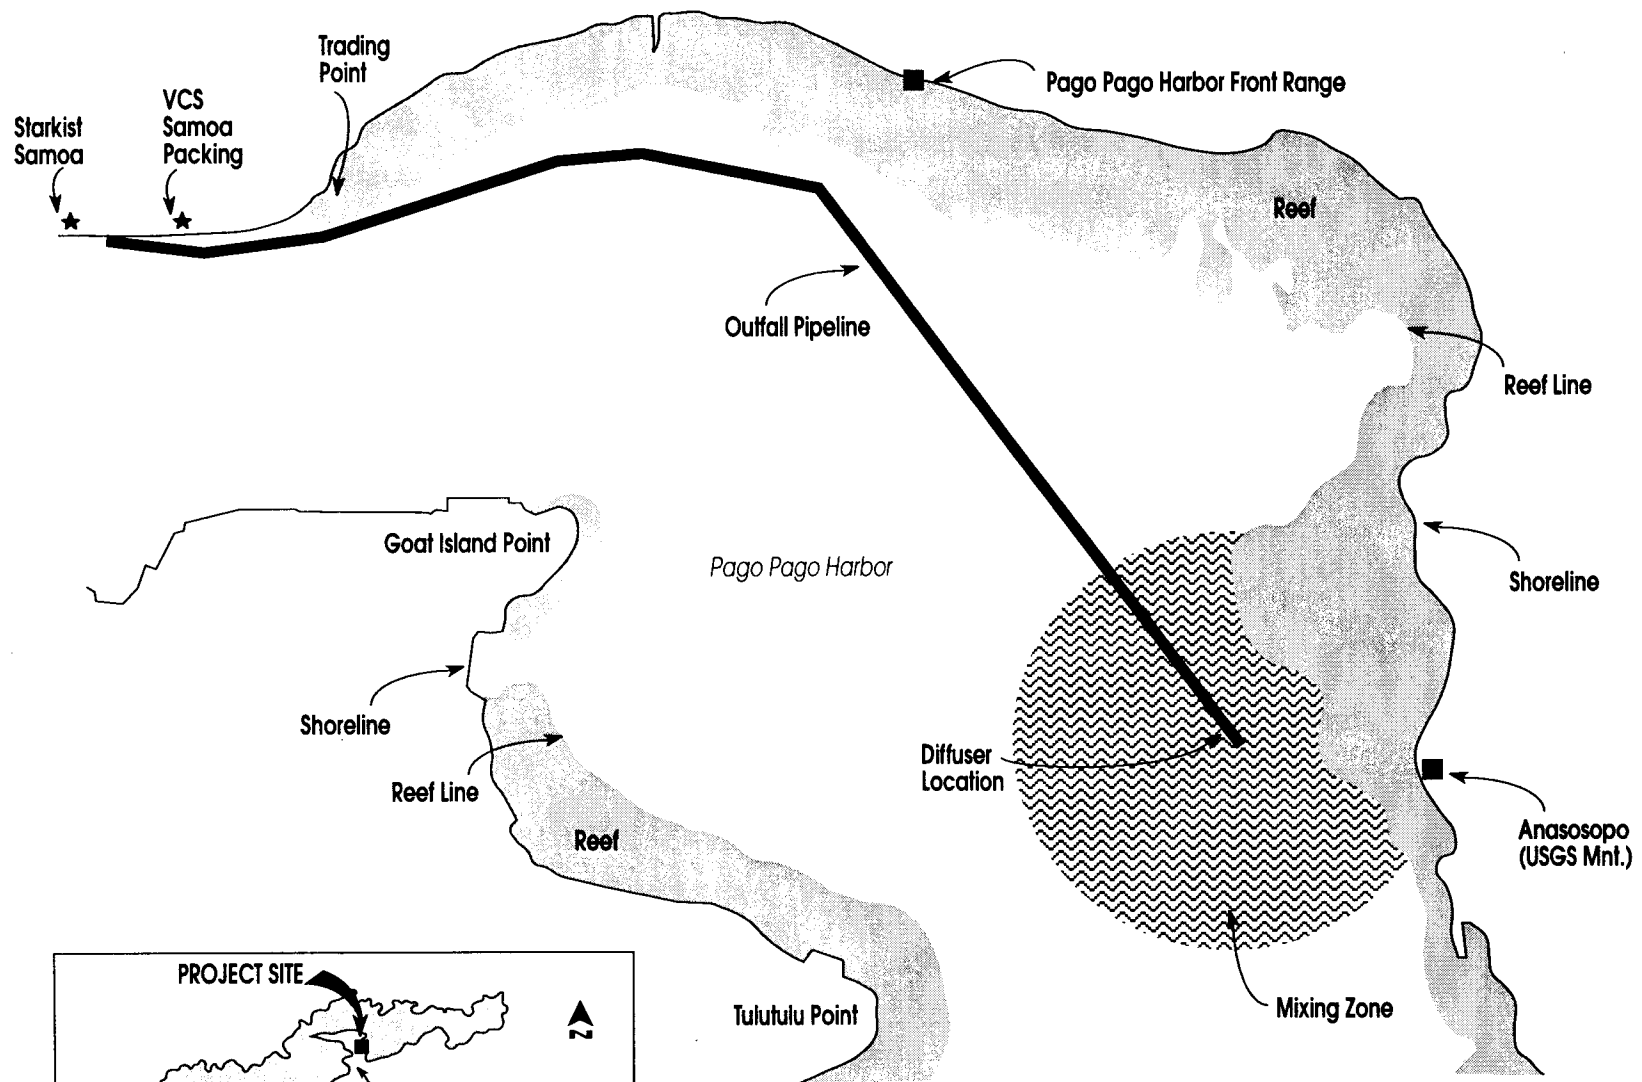 Trading
Point
Pago Pago Harbor Front Range
VCS
Samoa
Packing
Starkist
Samoa
Reef
Outfall Pipeline
Reef Line
Goat Island Point
Pago Pago Harbor
Shoreline
Shoreline
Diffuser
Location
Reef Line
Anasosopo
(USGS Mnt.)
Reef
PROJECT SITE
N
Tulutulu Point
Mixing Zone